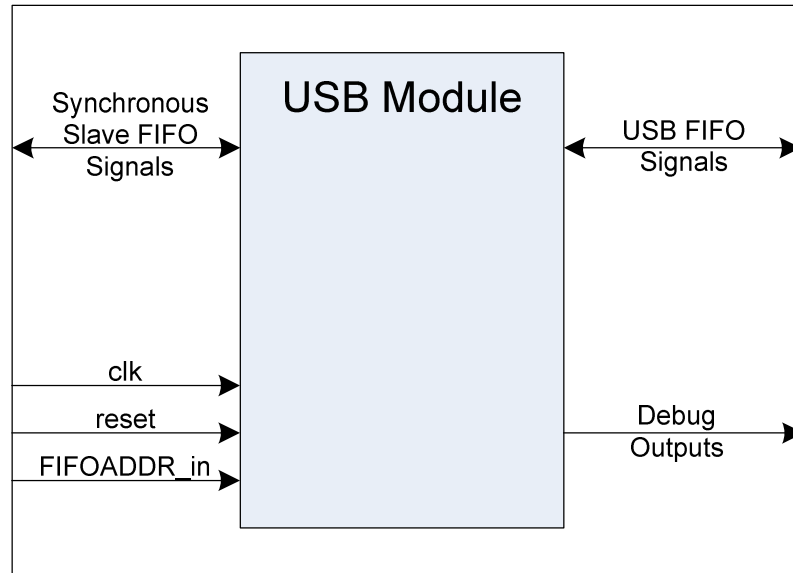 USB Module
Synchronous
Slave FIFO
Signals
USB FIFO
Signals
clk
reset
FIFOADDR_in
Debug
Outputs